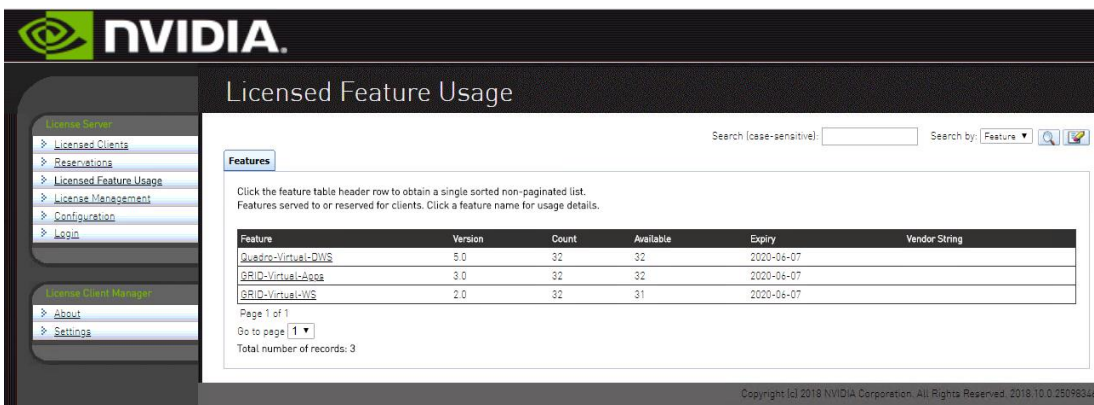 NVIDIA.
Licensed Feature Usage
License Server
Licensed Clients
Reservations
Licensed Feature Usage
License Management
Configuration
Login
License Client Manager
About
Settings
Search (case-sensitive): Search by: Feature
Features
Click the feature table header row to obtain a single sorted non-paginated list.
Features served to or reserved for clients. Click a feature name for usage details.
Feature Version Count Available Expiry Vendor String
Quadro-Virtual-DWS 5.0 32 32 2020-06-07
GRID-Virtual-Apps 3.0 32 32 2020-06-07
GRID-Virtual-WS 2.0 32 31 2020-06-07
Page 1 of 1
Go to page 1
Total number of records: 3
Copyright (c) 2018 NVIDIA Corporation. All Rights Reserved.